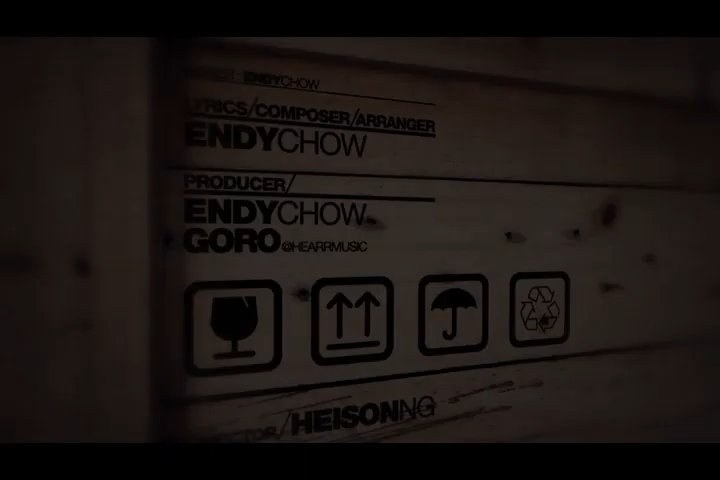 ENDYCHOW
LYRICS/COMPOSER/ARRANGER
ENDYCHOW
PRODUCER/
ENDYCHOW
GORO@HEARRMUSIC
HEISONNG